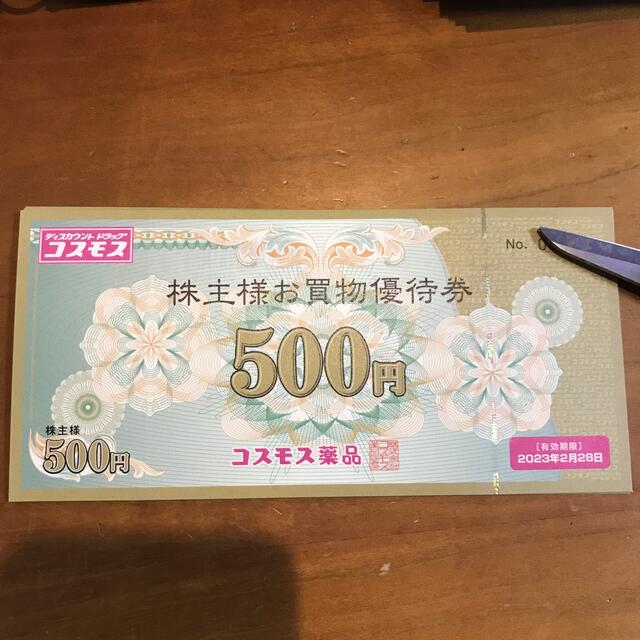 ディスカウント ドラッグ
コスモス
No. 0
株主様お買物優待券
500円
株主様
500円
コスモス薬品
[有効期限]
2023年2月28日